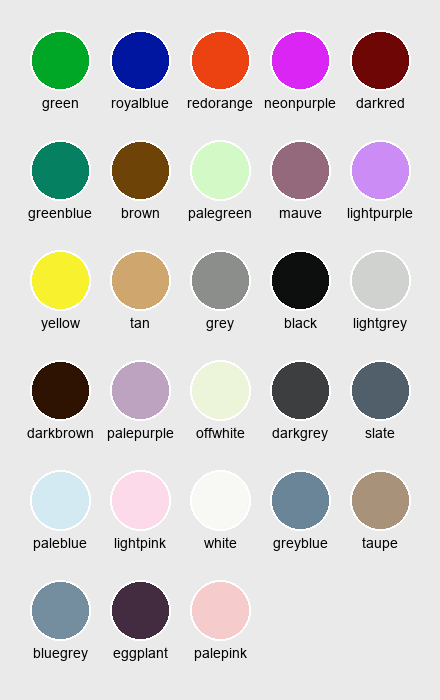 green royalblue redorange neonpurple darkred
greenblue brown palegreen mauve lightpurple
yellow tan grey black lightgrey
darkbrown palepurple offwhite darkgrey slate
paleblue lightpink white greyblue taupe
bluegrey eggplant palepink